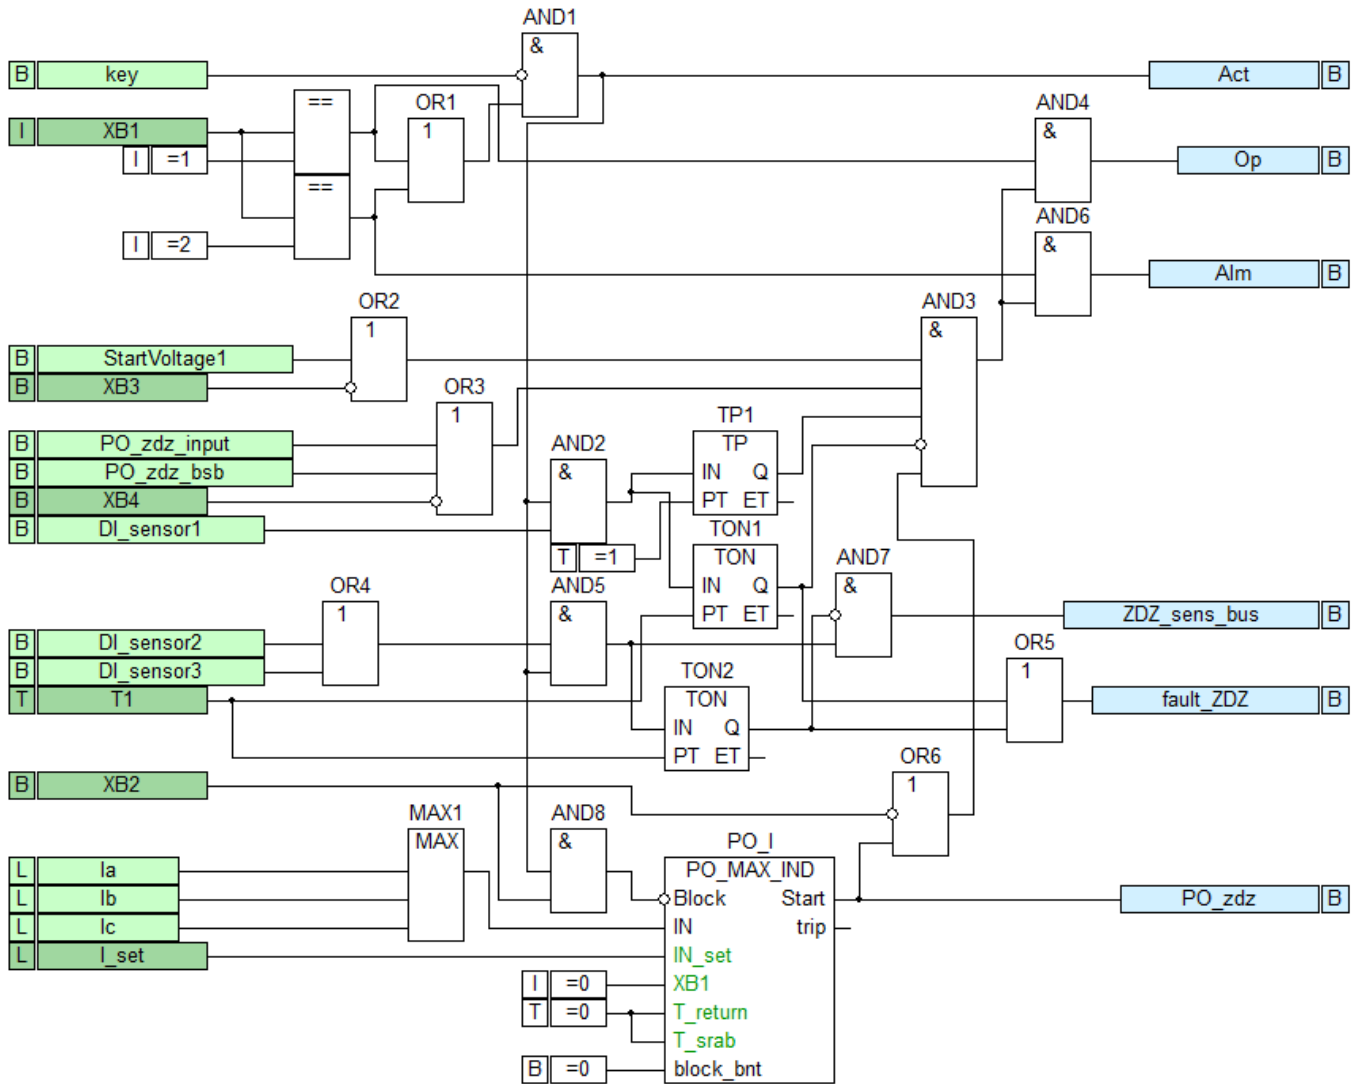 AND1
&
B key
Act B
==
OR1
AND4
I XB1
1
&
I =1
Op B
==
AND6
&
I =2
Alm B
OR2
AND3
1
&
B StartVoltage1
B XB3
OR3
1
TP1
B PO_zdz_input
AND2
TP
B PO_zdz_bsb
&
IN Q
B XB4
PT ET
B DI_sensor1
TON1
T =1
TON
AND7
OR4
AND5
IN Q
&
1
&
PT ET
ZDZ_sens_bus B
B DI_sensor2
OR5
B DI_sensor3
TON2
1
T T1
TON
fault_ZDZ B
IN Q
PT ET
OR6
B XB2
1
MAX1
AND8
MAX
&
PO_I
L Ia
PO_MAX_IND
L Ib
Block Start
PO_zdz B
L Ic
IN trip
L I_set
IN_set
I =0
XB1
T =0
T_return
T_srab
B =0
block_bnt